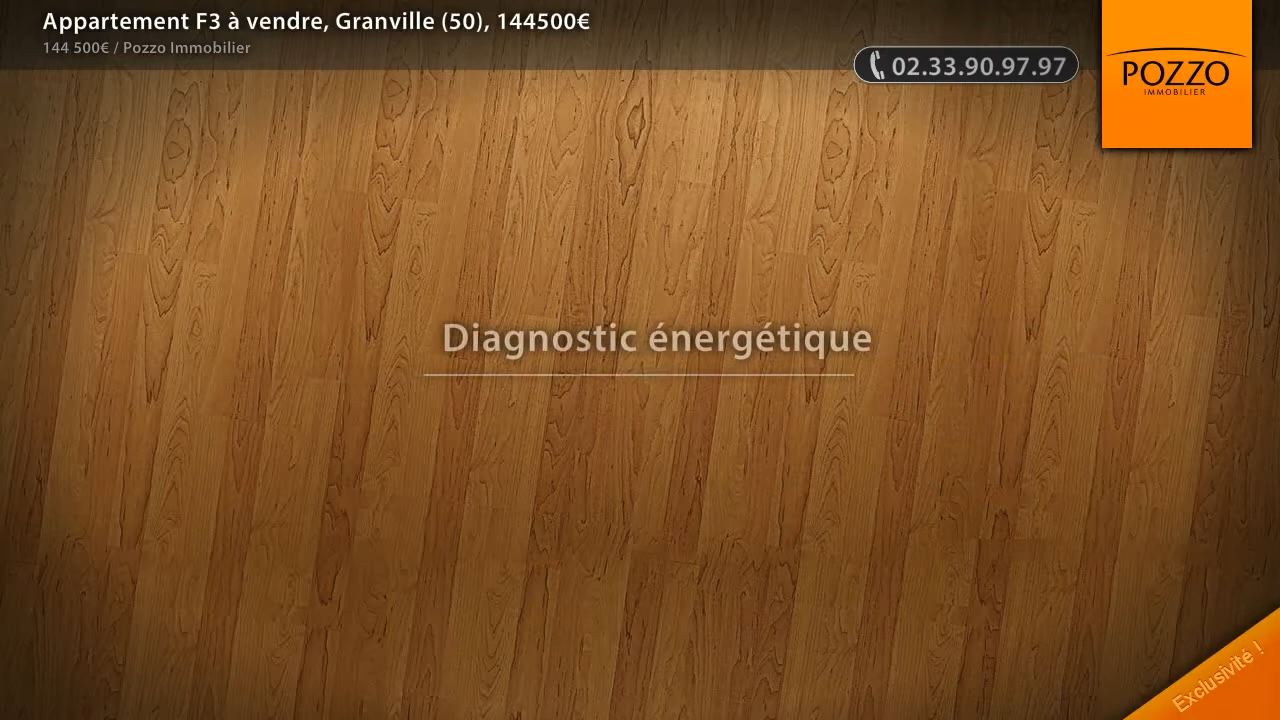 Appartement F3 à vendre, Granville (50), 144500€
144 500€ / Pozzo Immobilier
02.33.90.97.97
POZZO
IMMOBILIER
Diagnostic énergétique
Exclusivité !